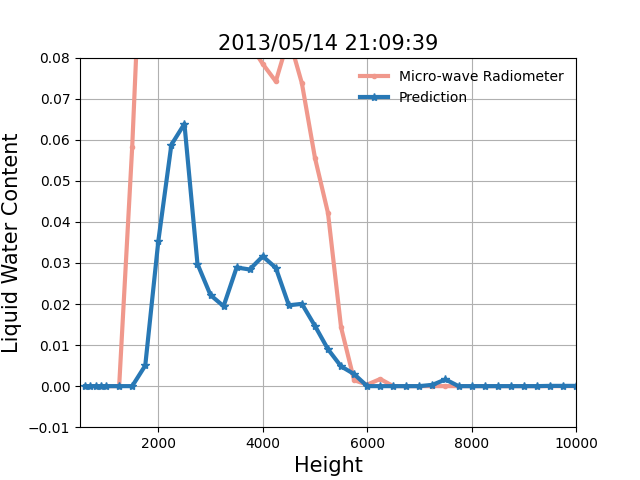 2013/05/14 21:09:39
Micro-wave Radiometer
Prediction
Liquid Water Content
0.08
0.07
0.06
0.05
0.04
0.03
0.02
0.01
0.00
−0.01
2000 4000 6000 8000 10000
Height